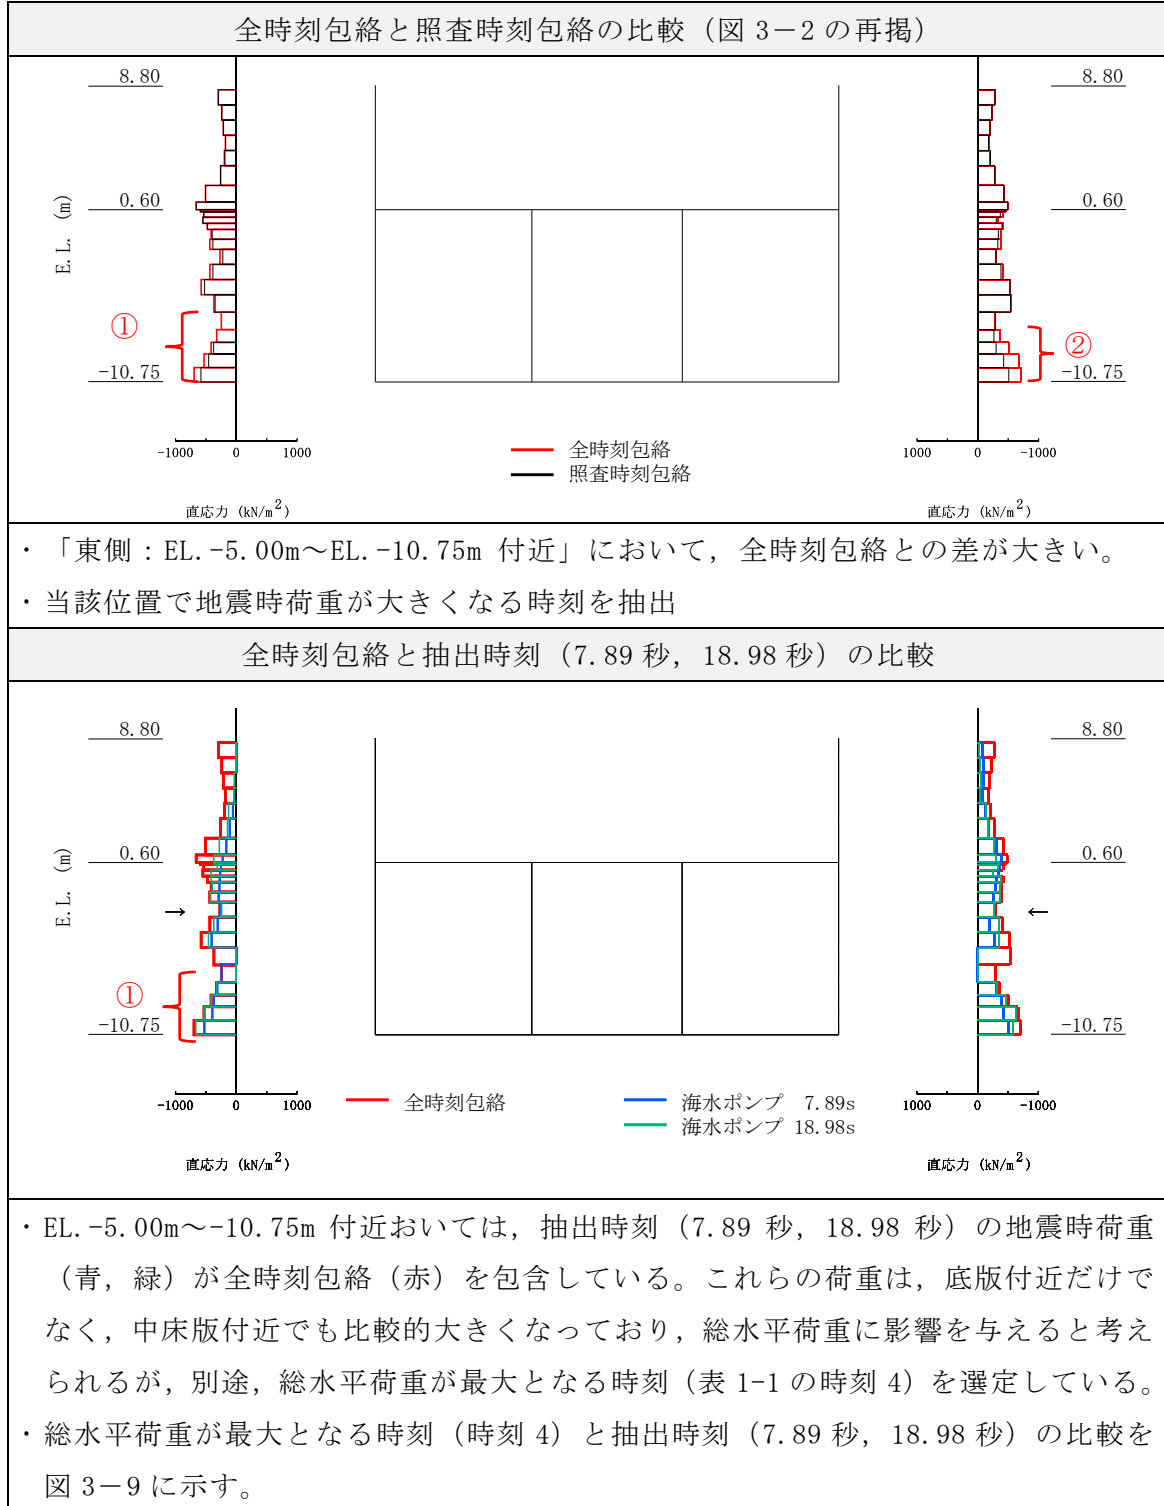 全時刻包絡と照査時刻包絡の比較（図 3－2 の再掲）
8.80
8.80
0.60
0.60
E.L. (m)
①
②
-10.75
-10.75
-1000 0 1000
1000 0 -1000
全時刻包絡
照査時刻包絡
直応力 (kN/m2)
直応力 (kN/m2)
・「東側：EL.-5.00m～EL.-10.75m 付近」において，全時刻包絡との差が大きい。
・当該位置で地震時荷重が大きくなる時刻を抽出
全時刻包絡と抽出時刻（7.89 秒，18.98 秒）の比較
8.80
8.80
0.60
0.60
E.L. (m)
→
←
①
-10.75
-10.75
-1000 0 1000
1000 0 -1000
全時刻包絡
海水ポンプ 7.89s
海水ポンプ 18.98s
直応力 (kN/m2)
直応力 (kN/m2)
・EL.-5.00m～-10.75m 付近おいては，抽出時刻（7.89 秒，18.98 秒）の地震時荷重
（青，緑）が全時刻包絡（赤）を包含している。これらの荷重は，底版付近だけで
なく，中床版付近でも比較的大きくなっており，総水平荷重に影響を与えると考え
られるが，別途，総水平荷重が最大となる時刻（表 1-1 の時刻 4）を選定している。
・総水平荷重が最大となる時刻（時刻 4）と抽出時刻（7.89 秒，18.98 秒）の比較を
図 3－9 に示す。